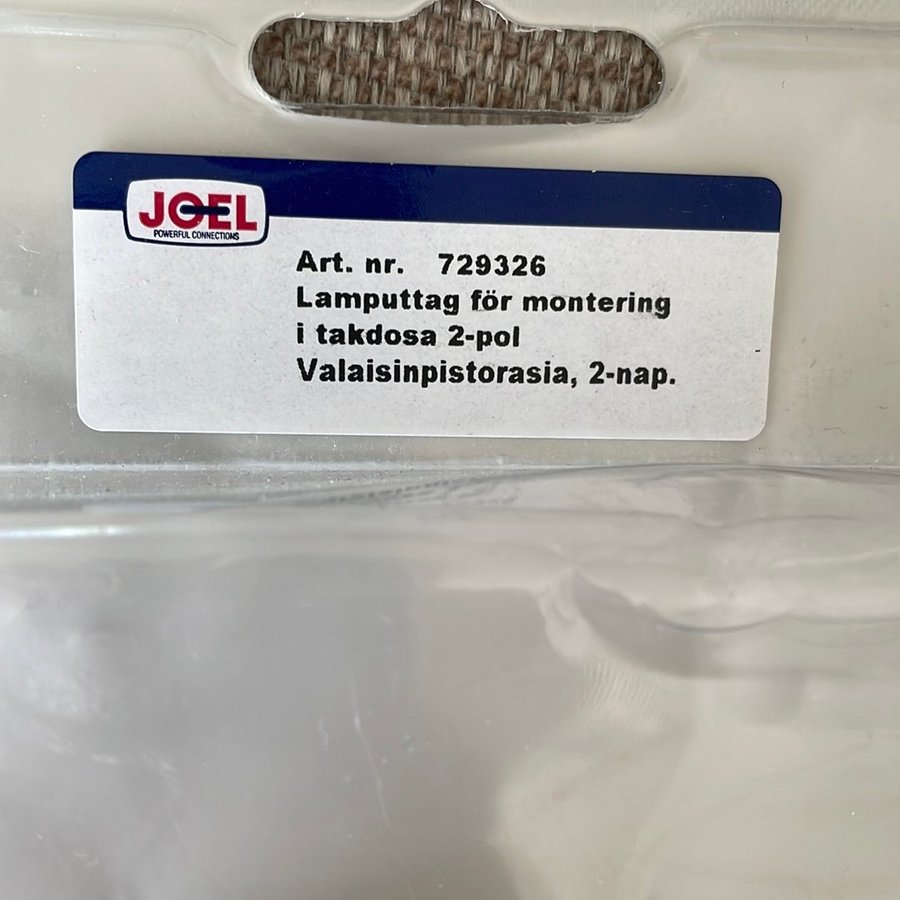 JOEL
POWERFUL CONNECTIONS
Art. nr. 729326
Lamputtag för montering
i takdosa 2-pol
Valaisinpistorasia, 2-nap.